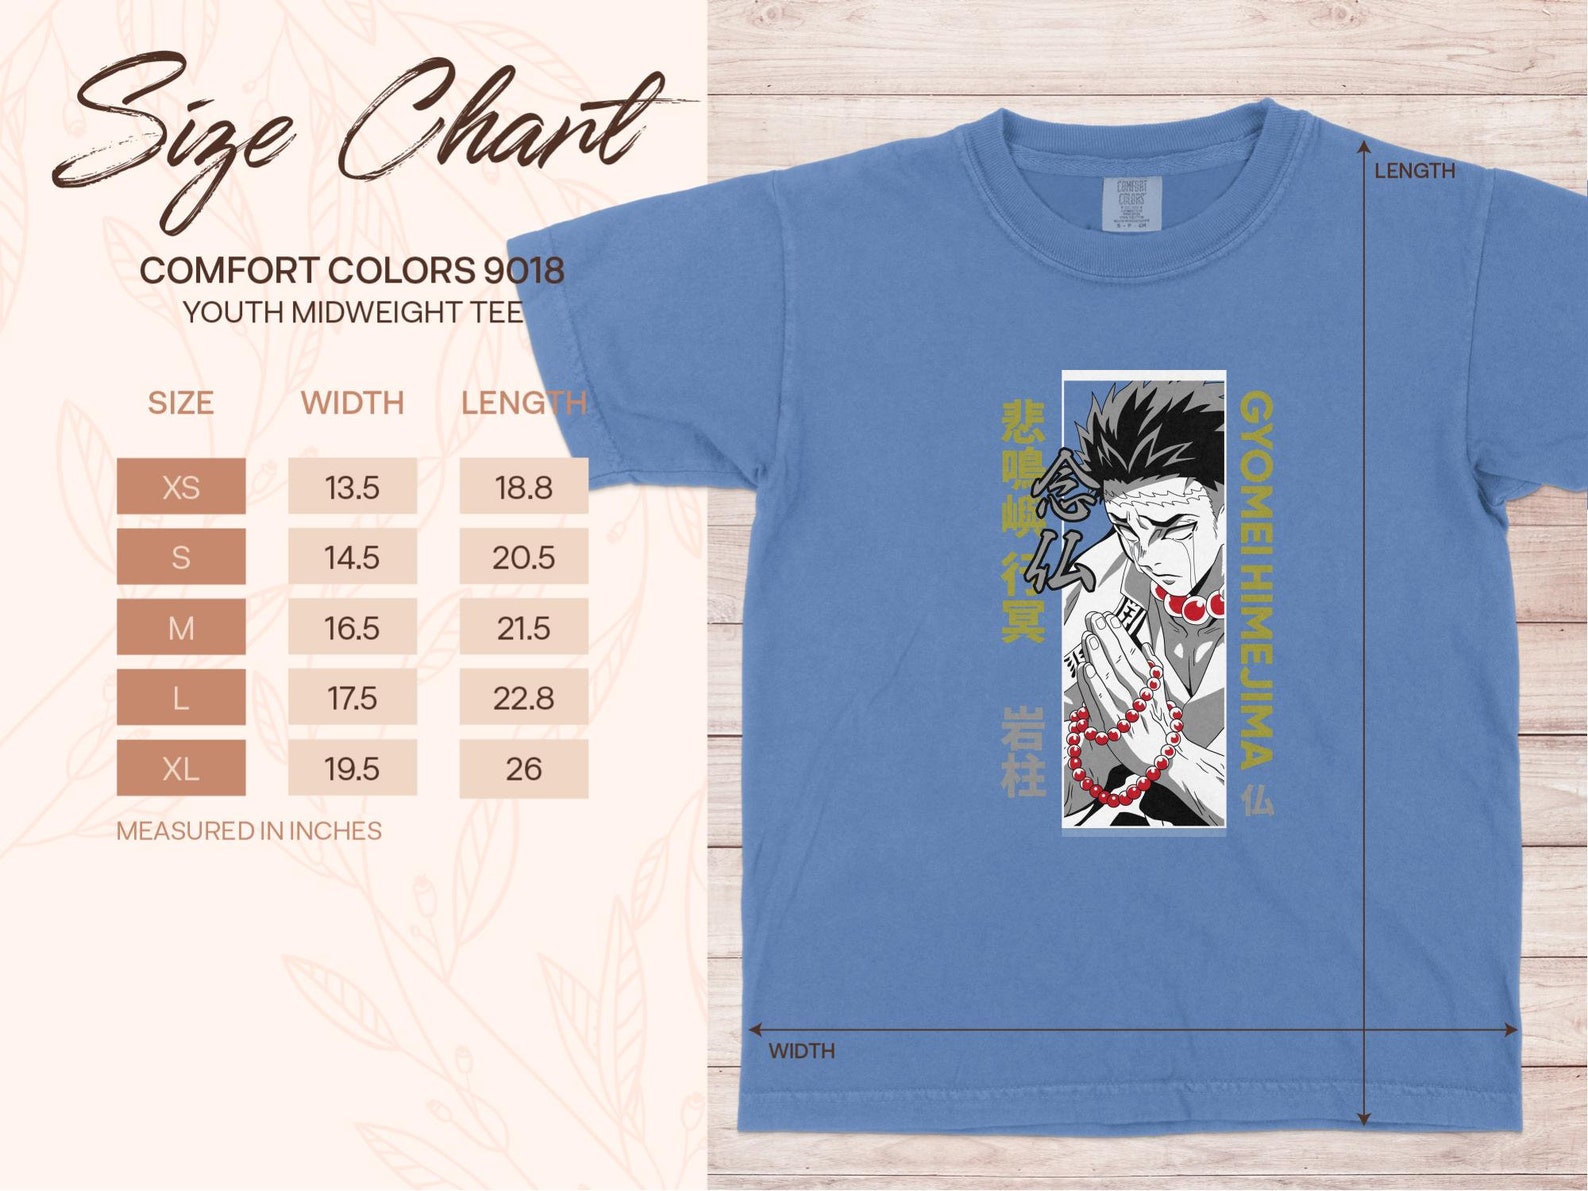 Size Chart
COMFORT COLORS 9018
YOUTH MIDWEIGHT TEE
SIZE WIDTH LENGTH
XS 13.5 18.8
S 14.5 20.5
M 16.5 21.5
L 17.5 22.8
XL 19.5 26
MEASURED IN INCHES
LENGTH
COMFORT
COLORS
悲鳴嶼 行冥
岩柱
念仏
GYOMEI HIMEJIMA 仏
WIDTH